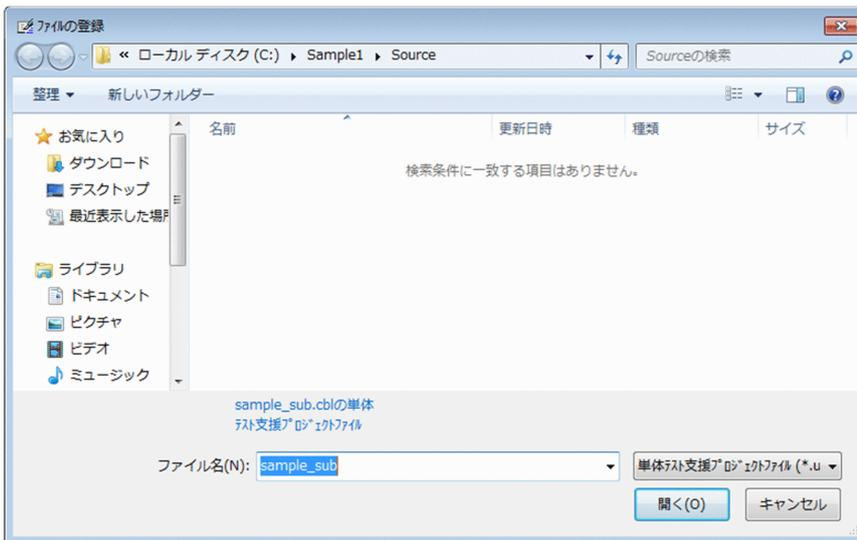 ファイルの登録
« ローカル ディスク (C:) ▸ Sample1 ▸ Source
Sourceの検索
整理
新しいフォルダー
名前
更新日時
種類
サイズ
お気に入り
ダウンロード
デスクトップ
最近表示した場所
検索条件に一致する項目はありません。
ライブラリ
ドキュメント
ピクチャ
ビデオ
ミュージック
sample_sub.cblの単体
ﾃｽﾄ支援ﾌﾟﾛｼﾞｪｸﾄﾌｧｲﾙ
ファイル名(N):
sample_sub
単体ﾃｽﾄ支援ﾌﾟﾛｼﾞｪｸﾄﾌｧｲﾙ (*.u
開く(O)
キャンセル